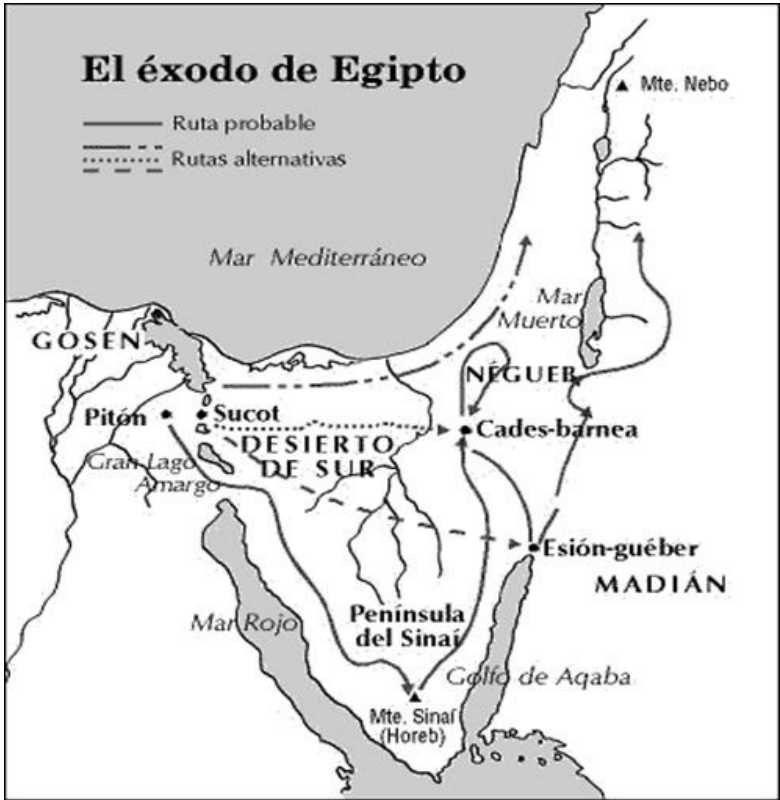 El éxodo de Egipto
Ruta probable
Rutas alternativas
Mte. Nebo
Mar Mediterráneo
Mar
Muerto
GOSEN
NÉGUEB
Pitón
Sucot
Cades-barnea
DESIERTO
DE SUR
Gran Lago
Amargo
Esión-guéber
MADIÁN
Península
del Sinaí
Mar Rojo
Golfo de Aqaba
Mte. Sinaí
(Horeb)